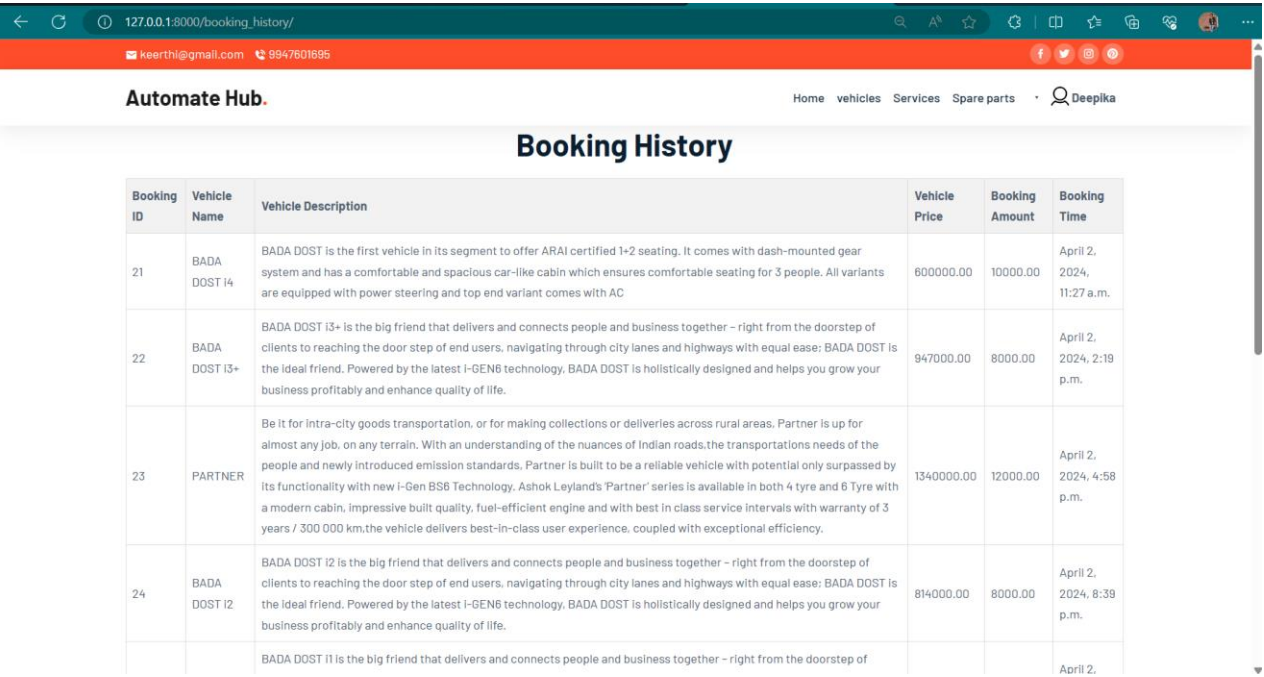 127.0.0.1:8000/booking_history/
keerthi@gmail.com 9947601695
Automate Hub.
Home vehicles Services Spare parts Deepika
Booking History
Booking ID
Vehicle Name
Vehicle Description
Vehicle Price
Booking Amount
Booking Time
21
BADA
DOST i4
BADA DOST is the first vehicle in its segment to offer ARAI certified 1+2 seating. It comes with dash-mounted gear
system and has a comfortable and spacious car-like cabin which ensures comfortable seating for 3 people. All variants
are equipped with power steering and top end variant comes with AC
600000.00
10000.00
April 2,
2024,
11:27 a.m.
22
BADA
DOST i3+
BADA DOST i3+ is the big friend that delivers and connects people and business together – right from the doorstep of
clients to reaching the door step of end users. navigating through city lanes and highways with equal ease; BADA DOST is
the ideal friend. Powered by the latest i-GEN6 technology, BADA DOST is holistically designed and helps you grow your
business profitably and enhance quality of life.
947000.00
8000.00
April 2,
2024, 2:19
p.m.
23
PARTNER
Be it for intra-city goods transportation, or for making collections or deliveries across rural areas, Partner is up for
almost any job, on any terrain. With an understanding of the nuances of Indian roads,the transportations needs of the
people and newly introduced emission standards, Partner is built to be a reliable vehicle with potential only surpassed by
its functionality with new i-Gen BS6 Technology. Ashok Leyland's 'Partner' series is available in both 4 tyre and 6 Tyre with
a modern cabin, impressive built quality, fuel-efficient engine and with best in class service intervals with warranty of 3
years / 300 000 km,the vehicle delivers best-in-class user experience, coupled with exceptional efficiency.
1340000.00
12000.00
April 2,
2024, 4:58
p.m.
24
BADA
DOST i2
BADA DOST i2 is the big friend that delivers and connects people and business together – right from the doorstep of
clients to reaching the door step of end users. navigating through city lanes and highways with equal ease; BADA DOST is
the ideal friend. Powered by the latest i-GEN6 technology, BADA DOST is holistically designed and helps you grow your
business profitably and enhance quality of life.
814000.00
8000.00
April 2,
2024, 8:39
p.m.
BADA DOST i1 is the big friend that delivers and connects people and business together – right from the doorstep of
April 2,